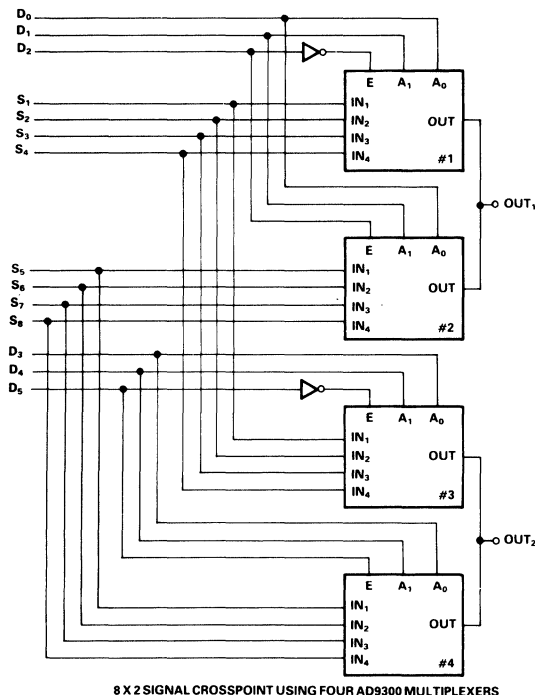 D₀
D₁
D₂
E A₁ A₀
S₁
S₂
S₃
S₄
IN₁
IN₂
IN₃
IN₄
OUT
#1
OUT₁
E A₁ A₀
S₅
S₆
S₇
S₈
IN₁
IN₂
IN₃
IN₄
OUT
#2
D₃
D₄
D₅
E A₁ A₀
IN₁
IN₂
IN₃
IN₄
OUT
#3
OUT₂
E A₁ A₀
IN₁
IN₂
IN₃
IN₄
OUT
#4
8 X 2 SIGNAL CROSSPOINT USING FOUR AD9300 MULTIPLEXERS